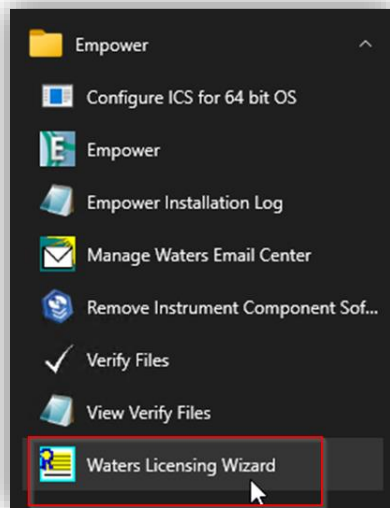 Empower
Configure ICS for 64 bit OS
Empower
Empower Installation Log
Manage Waters Email Center
Remove Instrument Component Sof...
Verify Files
View Verify Files
Waters Licensing Wizard